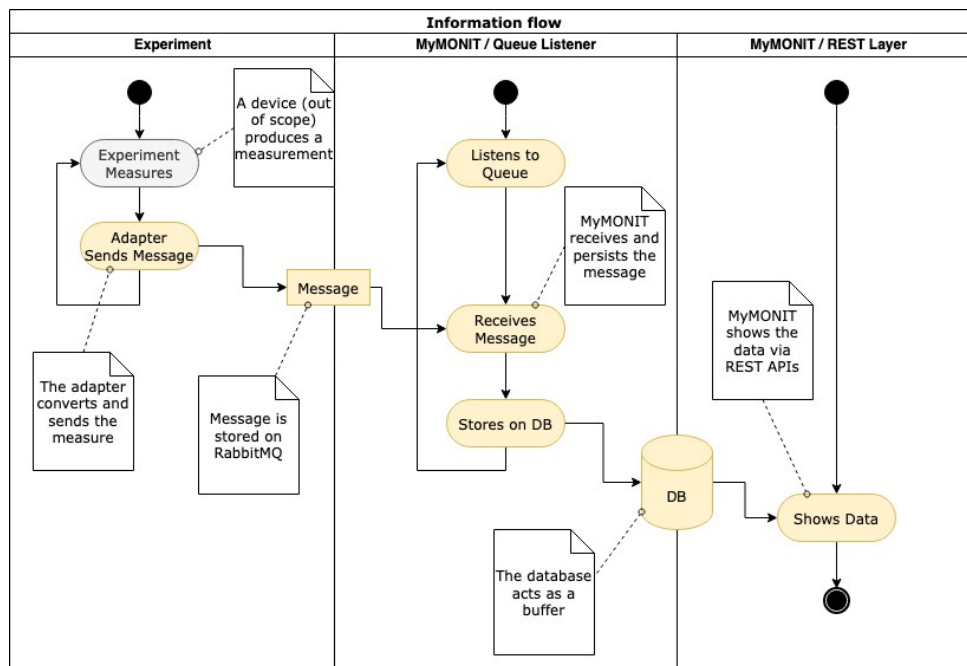 Information flow
Experiment
MyMONIT / Queue Listener
MyMONIT / REST Layer
A device (out
of scope)
produces a
measurement
Experiment
Measures
Adapter
Sends Message
Message
The adapter
converts and
sends the
measure
Message is
stored on
RabbitMQ
Listens to
Queue
MyMONIT
receives and
persists the
message
Receives
Message
Stores on DB
DB
The database
acts as a
buffer
MyMONIT
shows the
data via
REST APIs
Shows Data